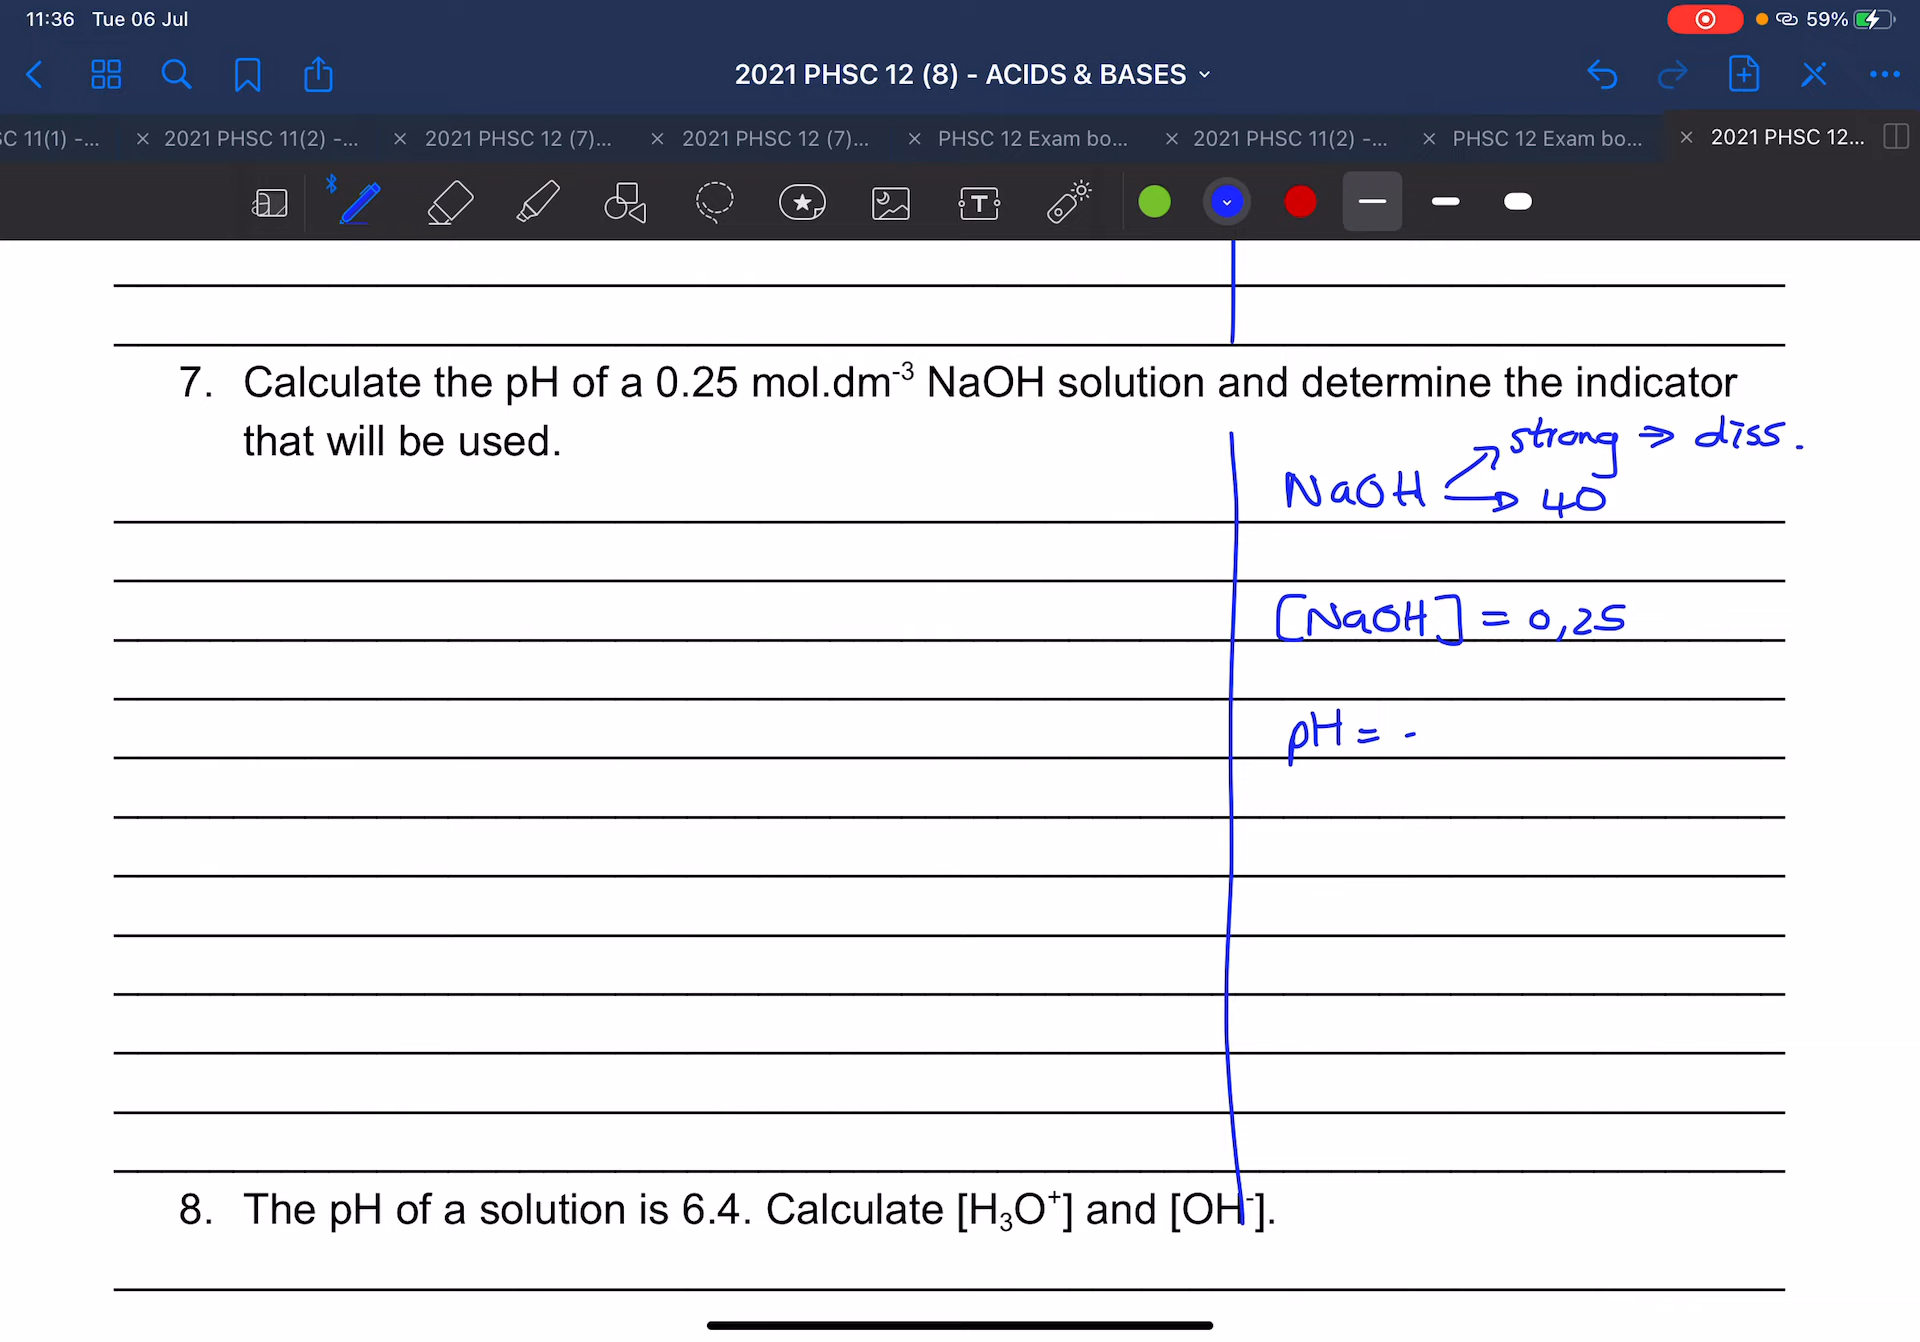 11:36 Tue 06 Jul
59%
2021 PHSC 12 (8) - ACIDS & BASES
SC 11(1) -... × 2021 PHSC 11(2) -... × 2021 PHSC 12 (7)... × 2021 PHSC 12 (7)... × PHSC 12 Exam bo... × 2021 PHSC 11(2) -... × PHSC 12 Exam bo... × 2021 PHSC 12...
7. Calculate the pH of a 0.25 mol.dm⁻³ NaOH solution and determine the indicator
that will be used.
strong ⇒ diss.
NaOH → 40
[NaOH] = 0,25
pH = -
8. The pH of a solution is 6.4. Calculate [H₃O⁺] and [OH⁻].